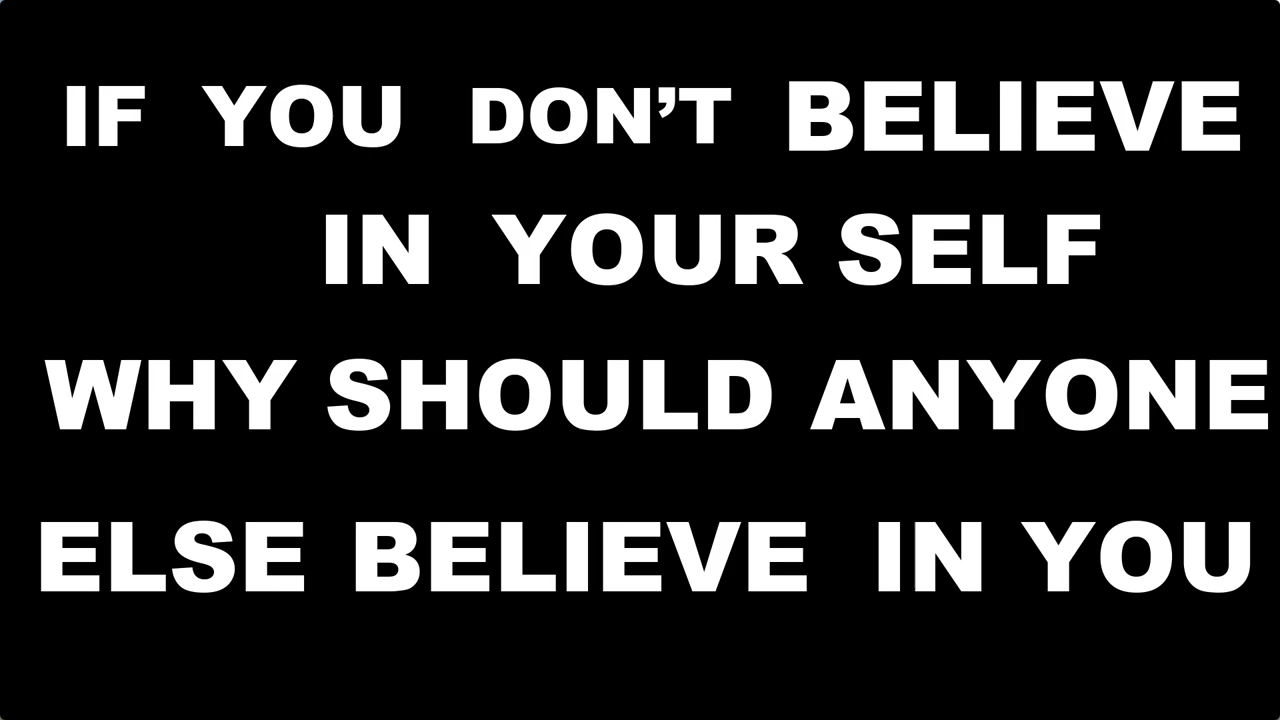 IF YOU DON'T BELIEVE
IN YOUR SELF
WHY SHOULD ANYONE
ELSE BELIEVE IN YOU